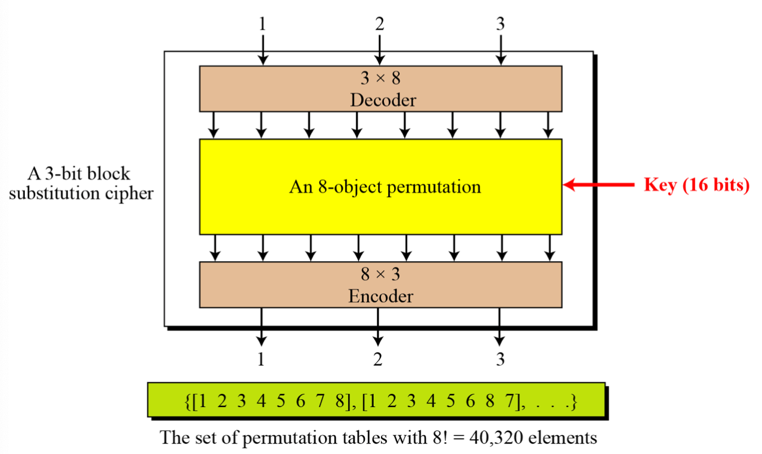 1 2 3
3 × 8
Decoder
A 3-bit block
substitution cipher
An 8-object permutation
Key (16 bits)
8 × 3
Encoder
1 2 3
{[1 2 3 4 5 6 7 8], [1 2 3 4 5 6 8 7], . . .}
The set of permutation tables with 8! = 40,320 elements